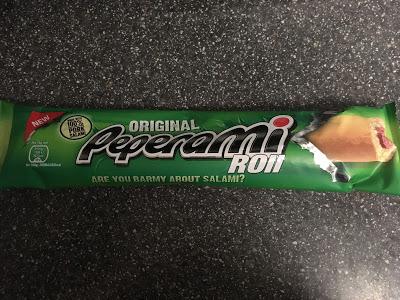 NEW
100%
PORK
SALAMI
ORIGINAL
Peperami
ROll
ARE YOU BARMY ABOUT SALAMI?